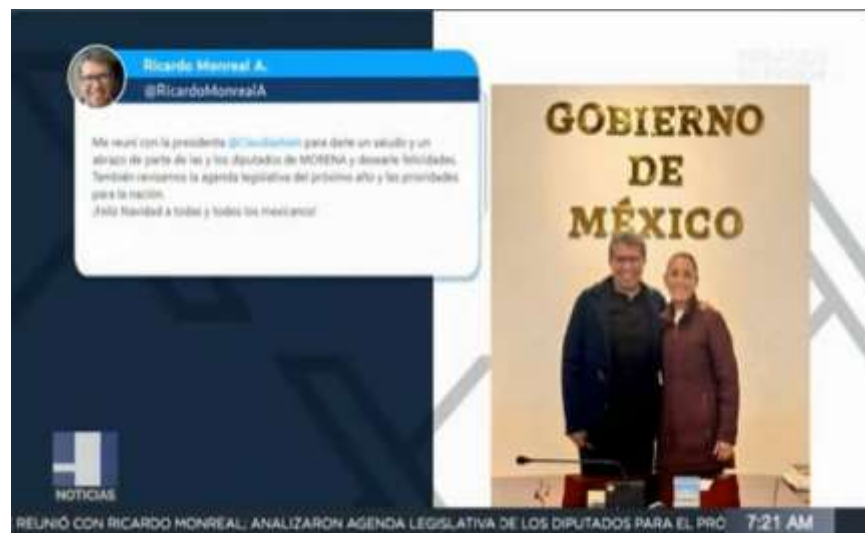 Ricardo Monreal A.
@RicardoMonrealA
Me reuní con la presidenta @Claudiashein para darle un saludo y un
abrazo de parte de las y los diputados de MORENA y desearle felicidades.
También revisamos la agenda legislativa del próximo año y las prioridades
para la nación.
¡Feliz Navidad a todas y todos los mexicanos!
GOBIERNO
DE
MÉXICO
NOTICIAS
REUNIÓ CON RICARDO MONREAL; ANALIZARON AGENDA LEGISLATIVA DE LOS DIPUTADOS PARA EL PRÓ
7:21 AM